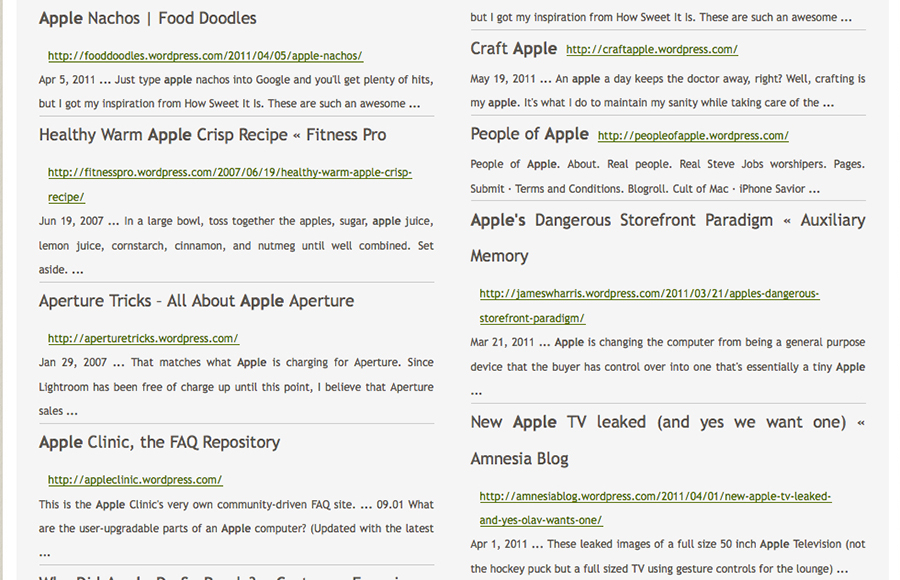 Apple Nachos | Food Doodles
http://fooddoodles.wordpress.com/2011/04/05/apple-nachos/
Apr 5, 2011 ... Just type apple nachos into Google and you'll get plenty of hits,
but I got my inspiration from How Sweet It Is. These are such an awesome ...
Healthy Warm Apple Crisp Recipe « Fitness Pro
http://fitnesspro.wordpress.com/2007/06/19/healthy-warm-apple-crisp-
recipe/
Jun 19, 2007 ... In a large bowl, toss together the apples, sugar, apple juice,
lemon juice, cornstarch, cinnamon, and nutmeg until well combined. Set
aside. ...
Aperture Tricks – All About Apple Aperture
http://aperturetricks.wordpress.com/
Jan 29, 2007 ... That matches what Apple is charging for Aperture. Since
Lightroom has been free of charge up until this point, I believe that Aperture
sales ...
Apple Clinic, the FAQ Repository
http://appleclinic.wordpress.com/
This is the Apple Clinic's very own community-driven FAQ site. ... 09.01 What
are the user-upgradable parts of an Apple computer? (Updated with the latest
...
but I got my inspiration from How Sweet It Is. These are such an awesome ...
Craft Apple http://craftapple.wordpress.com/
May 19, 2011 ... An apple a day keeps the doctor away, right? Well, crafting is
my apple. It's what I do to maintain my sanity while taking care of the ...
People of Apple http://peopleofapple.wordpress.com/
People of Apple. About. Real people. Real Steve Jobs worshipers. Pages.
Submit · Terms and Conditions. Blogroll. Cult of Mac · iPhone Savior ...
Apple's Dangerous Storefront Paradigm « Auxiliary
Memory
http://jameswharris.wordpress.com/2011/03/21/apples-dangerous-
storefront-paradigm/
Mar 21, 2011 ... Apple is changing the computer from being a general purpose
device that the buyer has control over into one that's essentially a tiny Apple
...
New Apple TV leaked (and yes we want one) «
Amnesia Blog
http://amnesiablog.wordpress.com/2011/04/01/new-apple-tv-leaked-
and-yes-olav-wants-one/
Apr 1, 2011 ... These leaked images of a full size 50 inch Apple Television (not
the hockey puck but a full sized TV using gesture controls for the lounge) ...